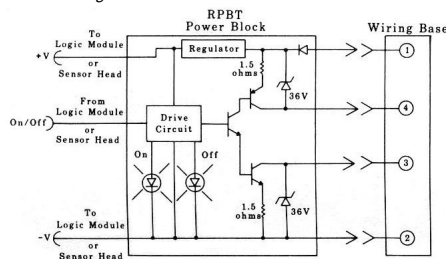 RPBT
Power Block
Wiring Base
To
Logic Module
or
Sensor Head
+V
Regulator
1.5
ohms
36V
1
4
From
Logic Module
or
Sensor Head
On/Off
Drive
Circuit
On
Off
3
1.5
ohms
36V
To
Logic Module
or
Sensor Head
-V
2